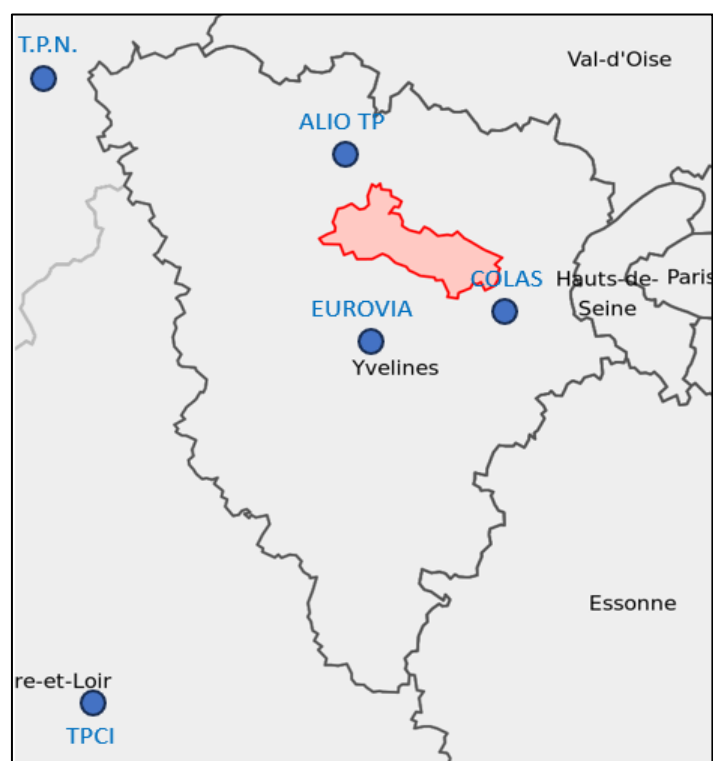 T.P.N.
Val-d'Oise
ALIO TP
COLAS
Hauts-de-
Seine
Paris
EUROVIA
Yvelines
Essonne
re-et-Loir
TPCI